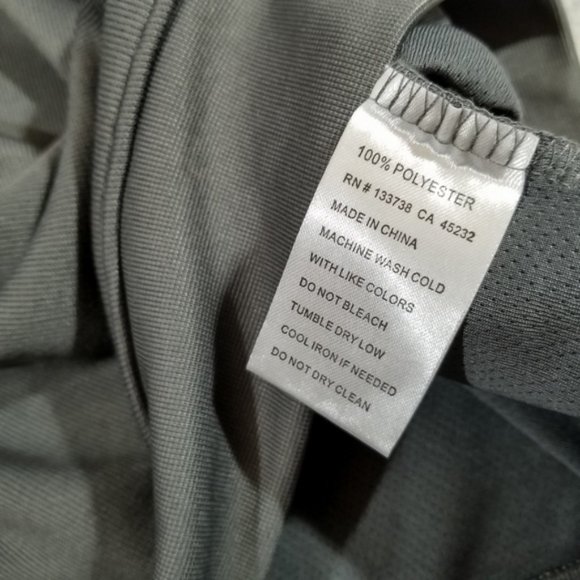 100% POLYESTER
RN # 133738 CA 45232
MADE IN CHINA
MACHINE WASH COLD
WITH LIKE COLORS
DO NOT BLEACH
TUMBLE DRY LOW
COOL IRON IF NEEDED
DO NOT DRY CLEAN